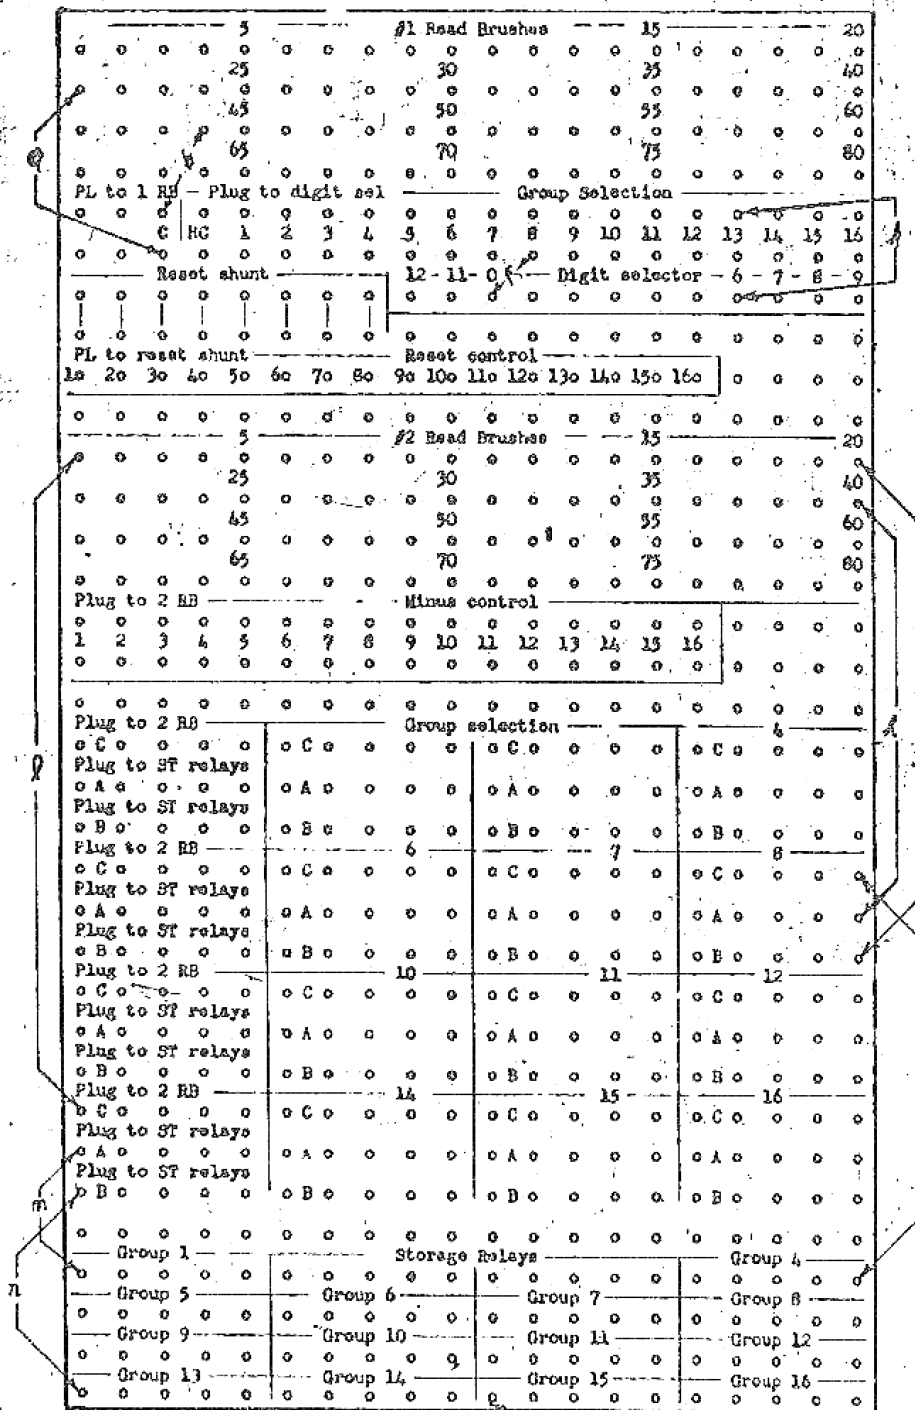 5 #1 Read Brushes 15 20
25 30 35 40
45 50 55 60
65 70 75 80
PL to 1 RB - Plug to digit sel Group Selection
C HC 1 2 3 4 5 6 7 8 9 10 11 12 13 14 15 16
Reset shunt 12 - 11 - 0 Digit selector - 6 - 7 - 8 - 9
PL to reset shunt Reset control
1o 2o 3o 4o 5o 6o 7o 8o 9o 10o 11o 12o 13o 14o 15o 16o
5 #2 Read Brushes 15 20
25 30 35 40
45 50 55 60
65 70 75 80
Plug to 2 RB Minus control
1 2 3 4 5 6 7 8 9 10 11 12 13 14 15 16
Plug to 2 RB Group selection 4
C C C C
Plug to ST relays
A A A A
Plug to ST relays
B B B B
Plug to 2 RB 6 7 8
C C C C
Plug to ST relays
A A A A
Plug to ST relays
B B B B
Plug to 2 RB 10 11 12
C C C C
Plug to ST relays
A A A A
Plug to ST relays
B B B B
Plug to 2 RB 14 15 16
C C C C
Plug to ST relays
A A A A
Plug to ST relays
B B B B
Group 1 Storage Relays Group 4
Group 5 Group 6 Group 7 Group 8
Group 9 Group 10 Group 11 Group 12
Group 13 Group 14 Group 15 Group 16
l
m
n